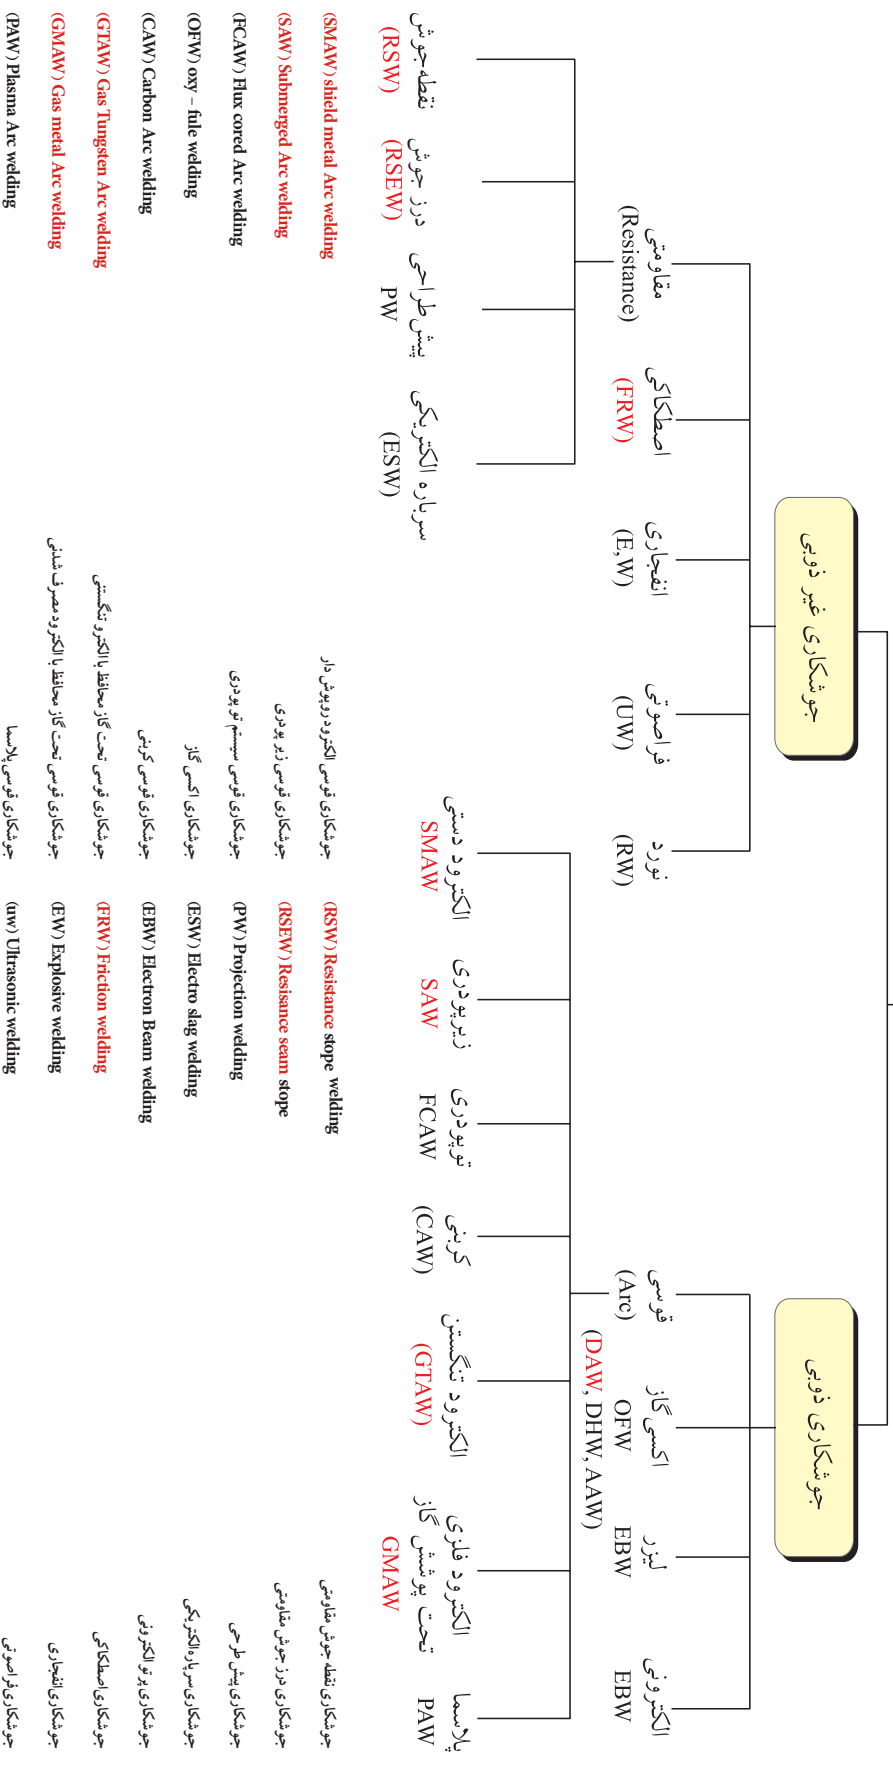 جوشکاری غیر ذوبی
جوشکاری ذوبی
مقاومتی
(Resistance)
اصطکاکی
(FRW)
انفجاری
(E,W)
فراصوتی
(UW)
نورد
(RW)
قوسی
(Arc)
اکسی گاز
OFW
(DAW, DHW, AAW)
لیزر
EBW
الکترونی
EBW
نقطه جوش
(RSW)
درز جوش
(RSEW)
پیش طراحی
PW
سرباره الکتریکی
(ESW)
الکترود دستی
SMAW
زیرپودری
SAW
توپودری
FCAW
کربنی
(CAW)
الکترود تنگستن
(GTAW)
الکترود فلزی
تحت پوشش گاز
GMAW
پلاسما
PAW
(SMAW) shield metal Arc welding جوشکاری قوسی الکترود روپوش دار
(RSW) Resistance stope welding جوشکاری نقطه جوش مقاومتی
(SAW) Submerged Arc welding جوشکاری قوسی زیر پودری
(RSEW) Resisance seam stope جوشکاری درز جوش مقاومتی
(FCAW) Flux cored Arc welding جوشکاری قوسی سیستم تو پودری
(PW) Projection welding جوشکاری پیش طرحی
(OFW) oxy – fule welding جوشکاری اکسی گاز
(ESW) Electro slag welding جوشکاری سرباره الکتریکی
(CAW) Carbon Arc welding جوشکاری قوسی کربنی
(EBW) Electron Beam welding جوشکاری پرتو الکترونی
(GTAW) Gas Tungsten Arc welding جوشکاری قوسی تحت گاز محافظ با الکترو تنگستنی
(FRW) Friction welding جوشکاری اصطکاکی
(GMAW) Gas metal Arc welding جوشکاری قوسی تحت گاز محافظ با الکترود مصرف شدنی
(EW) Explosive welding جوشکاری انفجاری
(PAW) Plasma Arc welding جوشکاری قوسی پلاسما
(uw) Ultrasonic welding جوشکاری فراصوتی